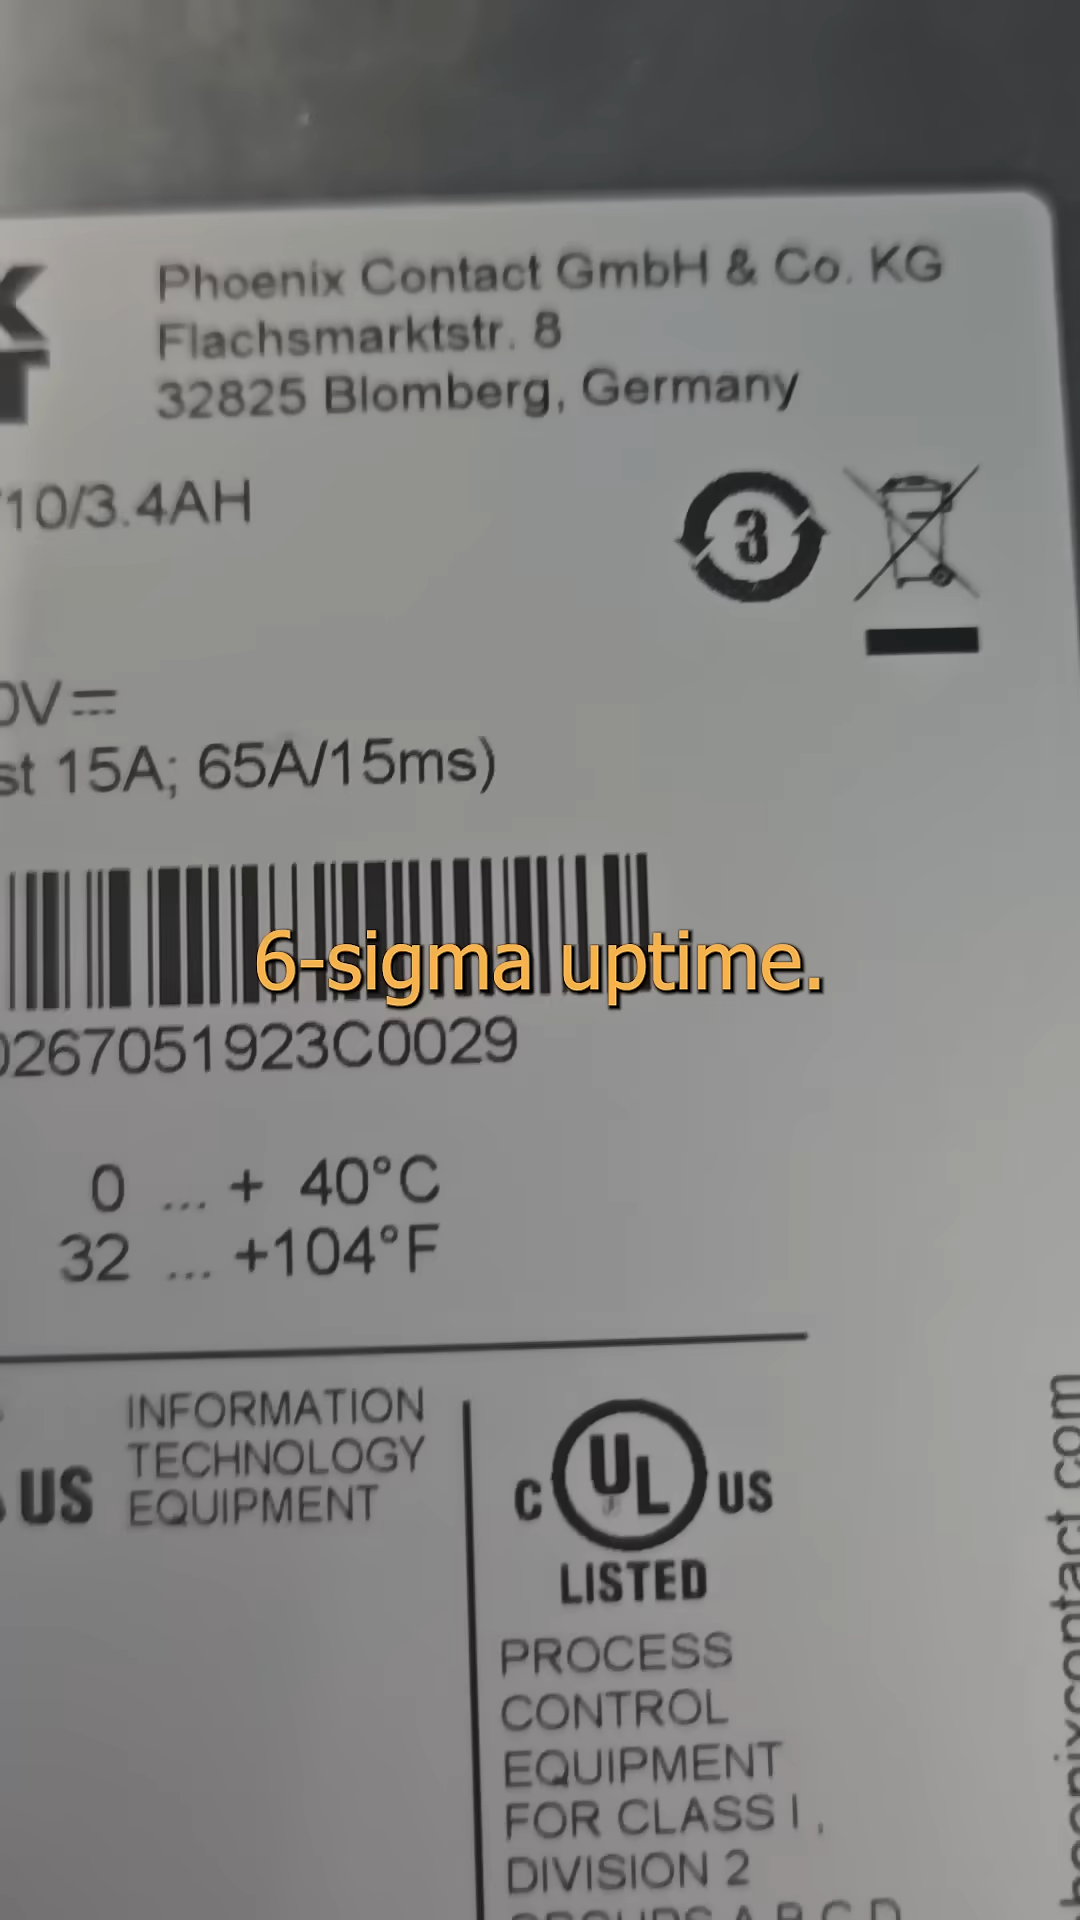 Phoenix Contact GmbH & Co. KG
Flachsmarktstr. 8
32825 Blomberg, Germany
10/3.4AH
3
0V
st 15A; 65A/15ms)
6-sigma uptime.
0267051923C0029
0 ... + 40°C
32 ... +104°F
US
INFORMATION
TECHNOLOGY
EQUIPMENT
C UL US
LISTED
PROCESS
CONTROL
EQUIPMENT
FOR CLASS I ,
DIVISION 2
GROUPS A B C D
hoenixcontact.com